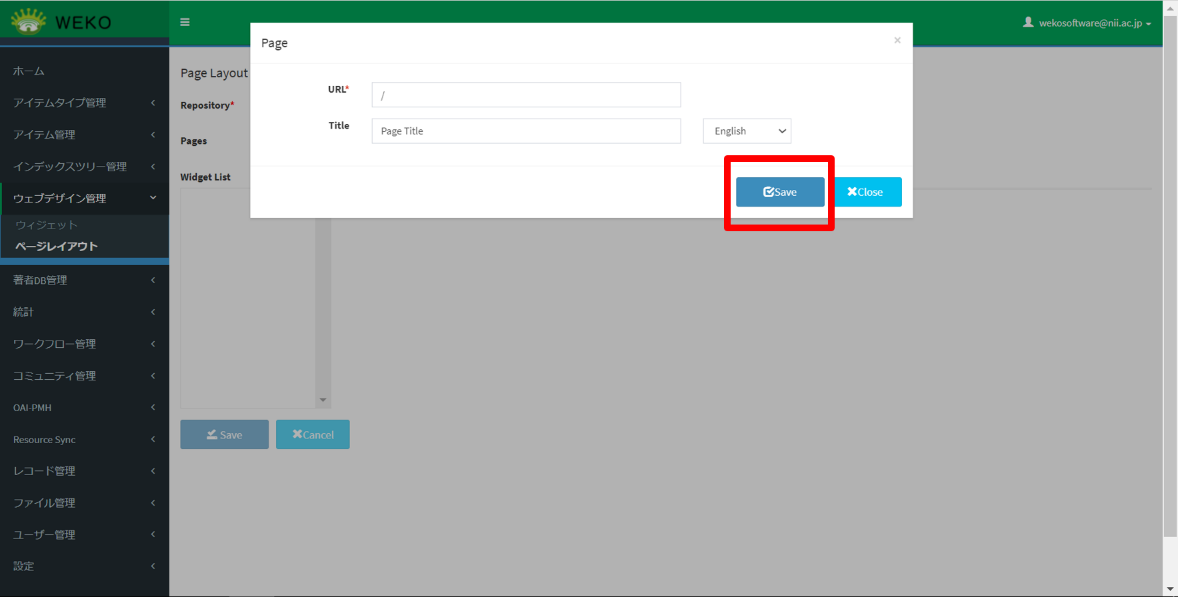 WEKO
wekosoftware@nii.ac.jp
ホーム
アイテムタイプ管理
アイテム管理
インデックスツリー管理
ウェブデザイン管理
ウィジェット
ページレイアウト
著者DB管理
統計
ワークフロー管理
コミュニティ管理
OAI-PMH
Resource Sync
レコード管理
ファイル管理
ユーザー管理
設定
Page Layout
Repository*
Pages
Widget List
Save
Cancel
Page
×
URL*
/
Title
Page Title
English
Save
Close